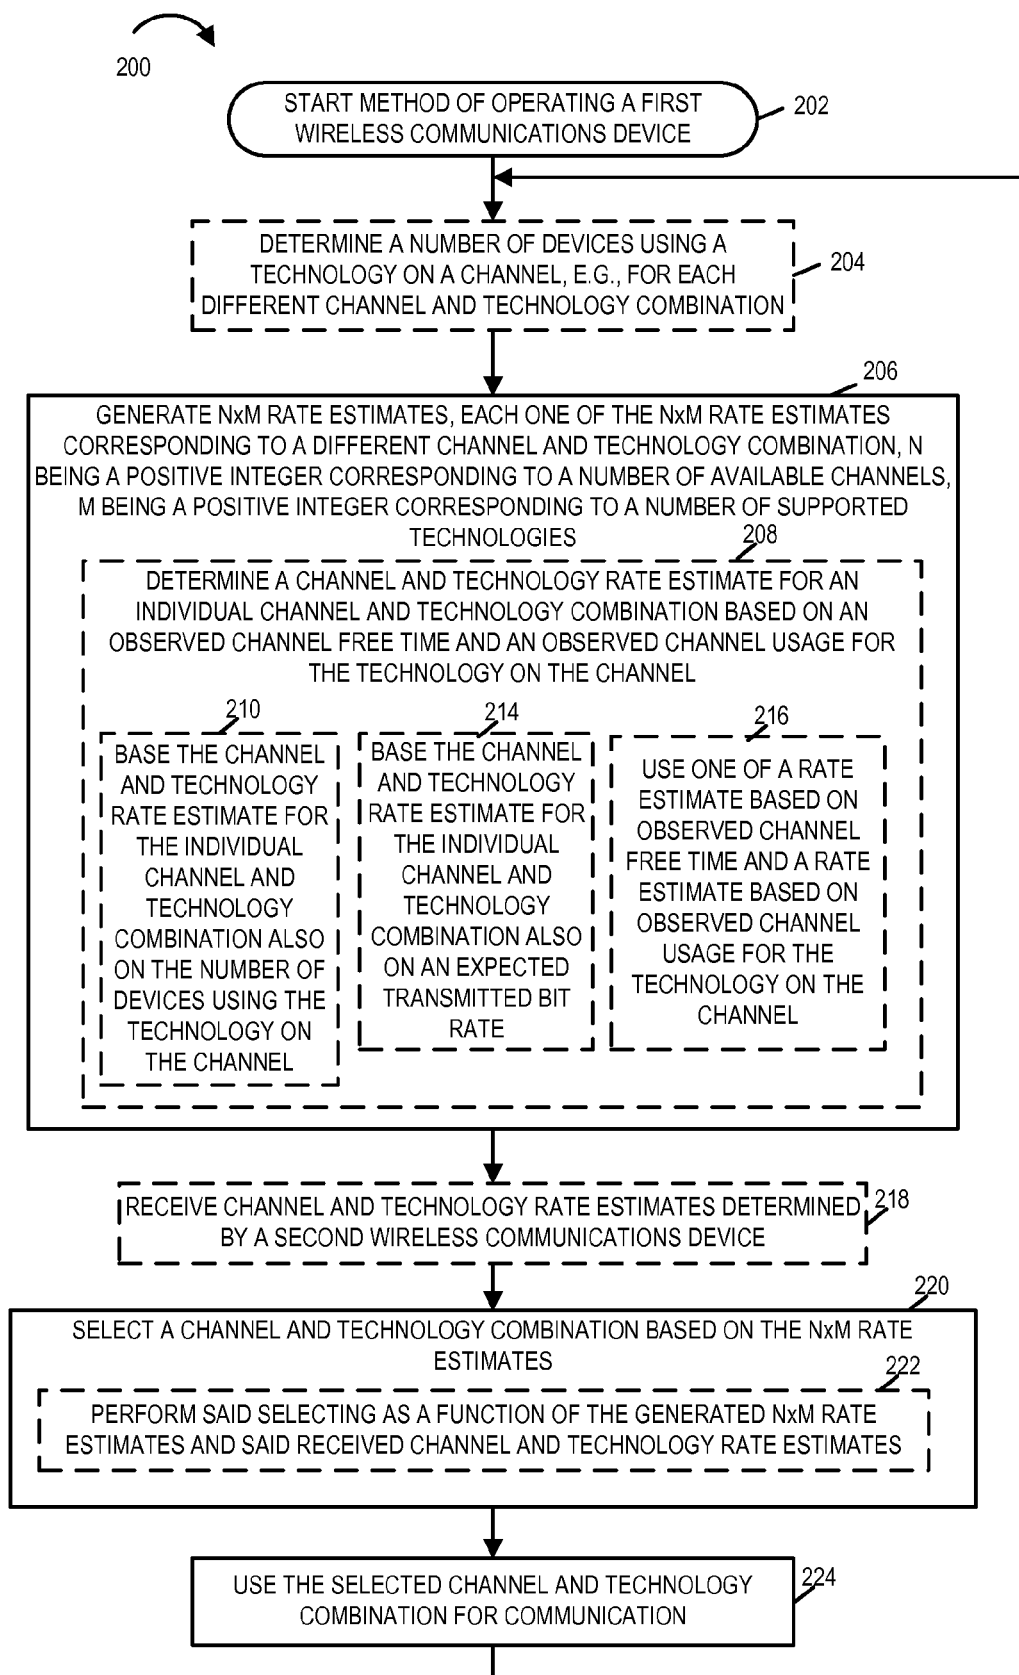 200
START METHOD OF OPERATING A FIRST
WIRELESS COMMUNICATIONS DEVICE
202
DETERMINE A NUMBER OF DEVICES USING A
TECHNOLOGY ON A CHANNEL, E.G., FOR EACH
DIFFERENT CHANNEL AND TECHNOLOGY COMBINATION
204
206
GENERATE NxM RATE ESTIMATES, EACH ONE OF THE NxM RATE ESTIMATES
CORRESPONDING TO A DIFFERENT CHANNEL AND TECHNOLOGY COMBINATION, N
BEING A POSITIVE INTEGER CORRESPONDING TO A NUMBER OF AVAILABLE CHANNELS,
M BEING A POSITIVE INTEGER CORRESPONDING TO A NUMBER OF SUPPORTED
TECHNOLOGIES
208
DETERMINE A CHANNEL AND TECHNOLOGY RATE ESTIMATE FOR AN
INDIVIDUAL CHANNEL AND TECHNOLOGY COMBINATION BASED ON AN
OBSERVED CHANNEL FREE TIME AND AN OBSERVED CHANNEL USAGE FOR
THE TECHNOLOGY ON THE CHANNEL
210
BASE THE CHANNEL
AND TECHNOLOGY
RATE ESTIMATE FOR
THE INDIVIDUAL
CHANNEL AND
TECHNOLOGY
COMBINATION ALSO
ON THE NUMBER OF
DEVICES USING THE
TECHNOLOGY ON
THE CHANNEL
214
BASE THE CHANNEL
AND TECHNOLOGY
RATE ESTIMATE FOR
THE INDIVIDUAL
CHANNEL AND
TECHNOLOGY
COMBINATION ALSO
ON AN EXPECTED
TRANSMITTED BIT
RATE
216
USE ONE OF A RATE
ESTIMATE BASED ON
OBSERVED CHANNEL
FREE TIME AND A RATE
ESTIMATE BASED ON
OBSERVED CHANNEL
USAGE FOR THE
TECHNOLOGY ON THE
CHANNEL
RECEIVE CHANNEL AND TECHNOLOGY RATE ESTIMATES DETERMINED
BY A SECOND WIRELESS COMMUNICATIONS DEVICE
218
220
SELECT A CHANNEL AND TECHNOLOGY COMBINATION BASED ON THE NxM RATE
ESTIMATES
222
PERFORM SAID SELECTING AS A FUNCTION OF THE GENERATED NxM RATE
ESTIMATES AND SAID RECEIVED CHANNEL AND TECHNOLOGY RATE ESTIMATES
USE THE SELECTED CHANNEL AND TECHNOLOGY
COMBINATION FOR COMMUNICATION
224